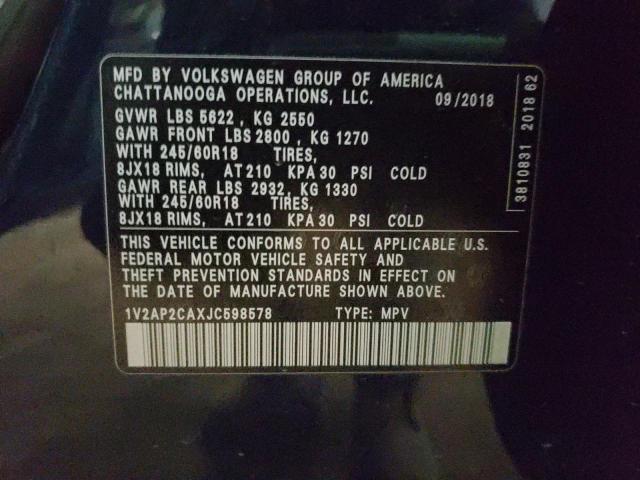 MFD BY VOLKSWAGEN GROUP OF AMERICA
CHATTANOOGA OPERATIONS, LLC. 09/2018
GVWR LBS 5622 , KG 2550
GAWR FRONT LBS 2800 , KG 1270
WITH 245/60R18 TIRES,
8JX18 RIMS, AT 210 KPA 30 PSI COLD
GAWR REAR LBS 2932, KG 1330
WITH 245/60R18 TIRES,
8JX18 RIMS, AT 210 KPA 30 PSI COLD
THIS VEHICLE CONFORMS TO ALL APPLICABLE U.S.
FEDERAL MOTOR VEHICLE SAFETY AND
THEFT PREVENTION STANDARDS IN EFFECT ON
THE DATE OF MANUFACTURE SHOWN ABOVE.
1V2AP2CAXJC598578 TYPE: MPV
3810831 2018 62